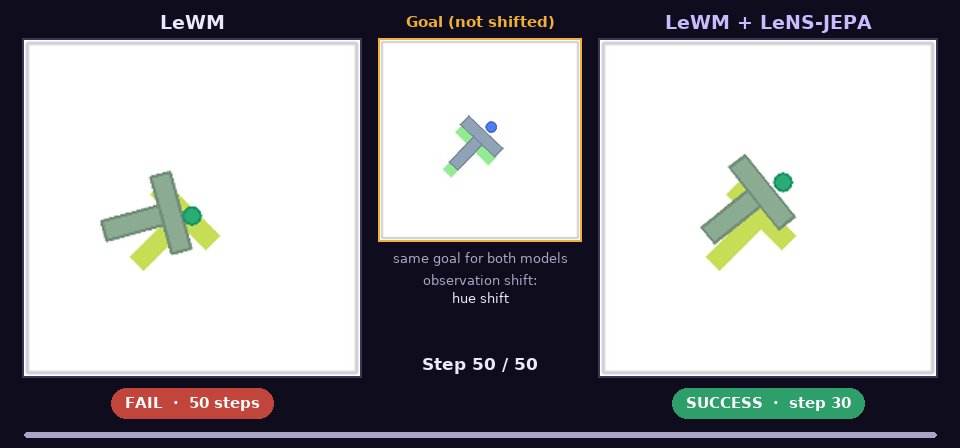 LeWM
Goal (not shifted)
LeWM + LeNS-JEPA
same goal for both models
observation shift:
hue shift
Step 50 / 50
FAIL · 50 steps
SUCCESS · step 30